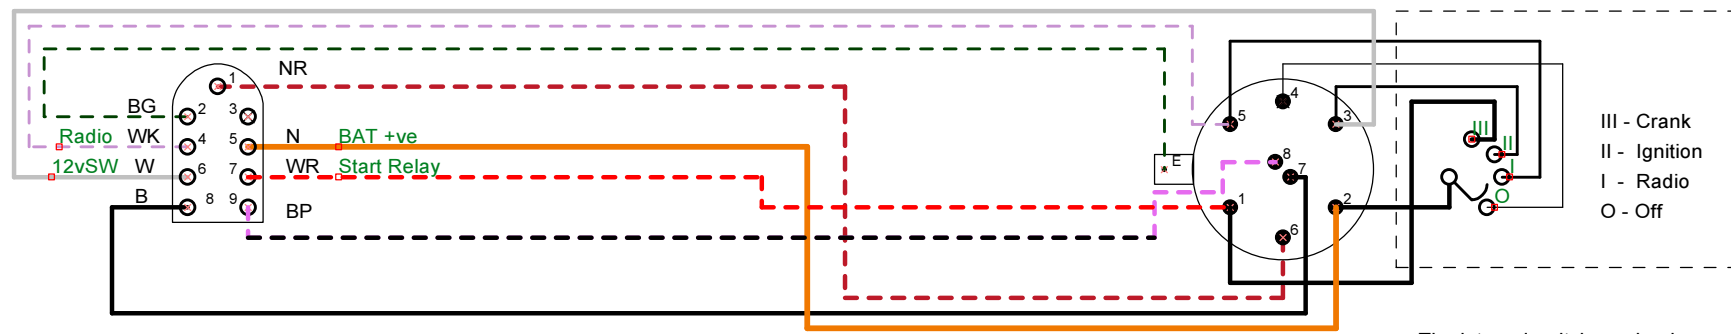 NR
1
BG
2
3
Radio
WK
4
5
N
BAT +ve
12vSW
W
6
7
WR
Start Relay
B
8
9
BP
E
5
4
3
8
7
1
2
6
III
II
I
O
III - Crank
II - Ignition
I - Radio
O - Off